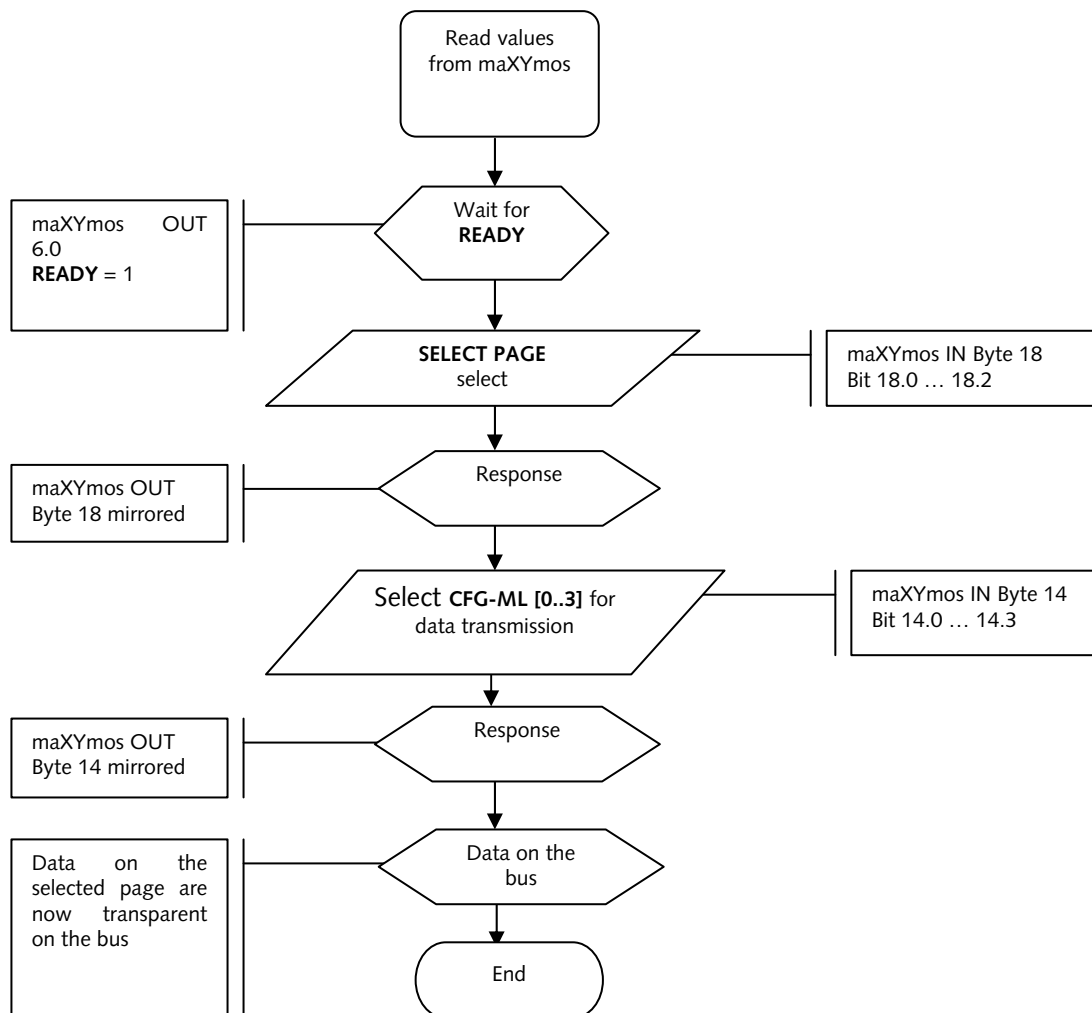 Read values
from maXYmos
Wait for
READY
maXYmos OUT
6.0
READY = 1
SELECT PAGE
select
maXYmos IN Byte 18
Bit 18.0 … 18.2
Response
maXYmos OUT
Byte 18 mirrored
Select CFG-ML [0..3] for
data transmission
maXYmos IN Byte 14
Bit 14.0 … 14.3
Response
maXYmos OUT
Byte 14 mirrored
Data on the
bus
Data on the
selected page are
now transparent
on the bus
End